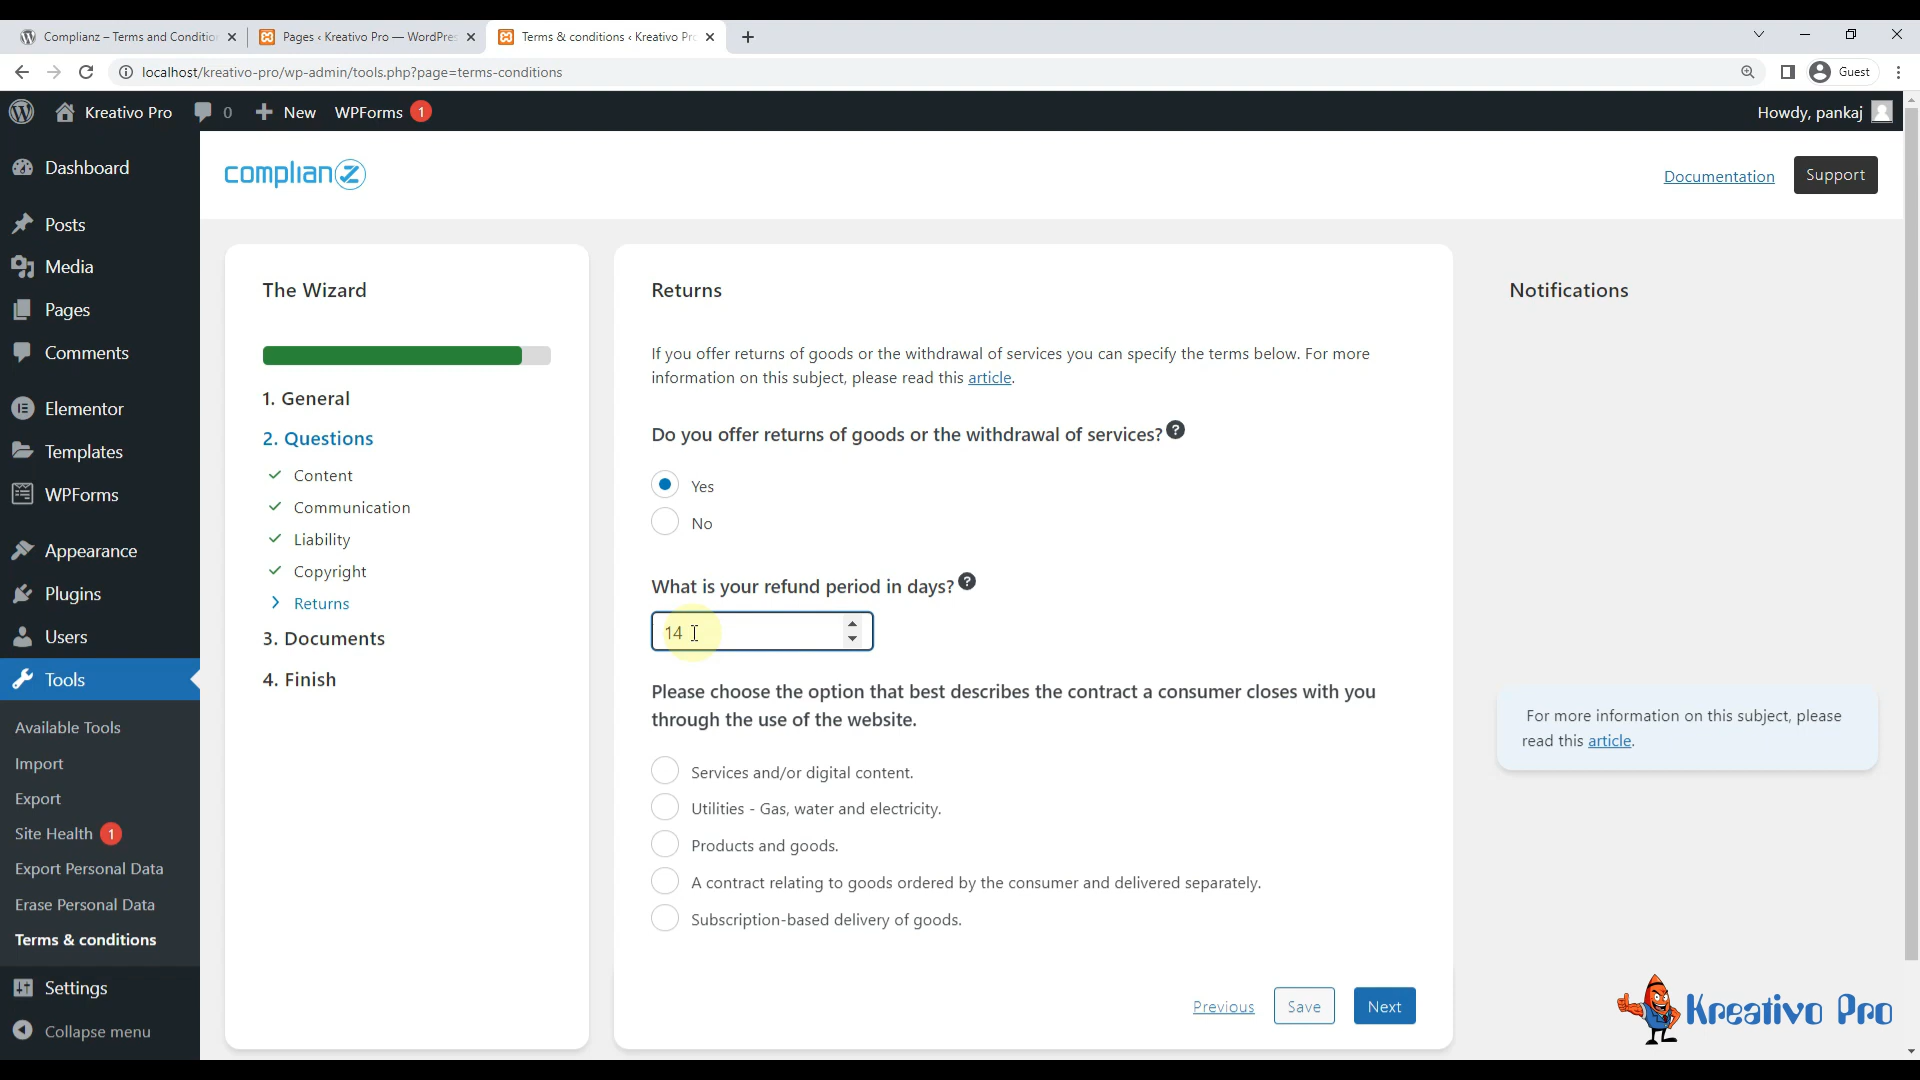 Complianz – Terms and Conditio
Pages ‹ Kreativo Pro — WordPres
Terms & conditions ‹ Kreativo Pr
localhost/kreativo-pro/wp-admin/tools.php?page=terms-conditions
Guest
Kreativo Pro
0
New
WPForms 1
Howdy, pankaj
Dashboard
Posts
Media
Pages
Comments
Elementor
Templates
WPForms
Appearance
Plugins
Users
Tools
Available Tools
Import
Export
Site Health 1
Export Personal Data
Erase Personal Data
Terms & conditions
Settings
Collapse menu
complianz
Documentation
Support
The Wizard
1. General
2. Questions
Content
Communication
Liability
Copyright
Returns
3. Documents
4. Finish
Returns
If you offer returns of goods or the withdrawal of services you can specify the terms below. For more
information on this subject, please read this article.
Do you offer returns of goods or the withdrawal of services?
Yes
No
What is your refund period in days?
14
Please choose the option that best describes the contract a consumer closes with you
through the use of the website.
Services and/or digital content.
Utilities - Gas, water and electricity.
Products and goods.
A contract relating to goods ordered by the consumer and delivered separately.
Subscription-based delivery of goods.
Previous
Save
Next
Notifications
For more information on this subject, please
read this article.
Kreativo Pro